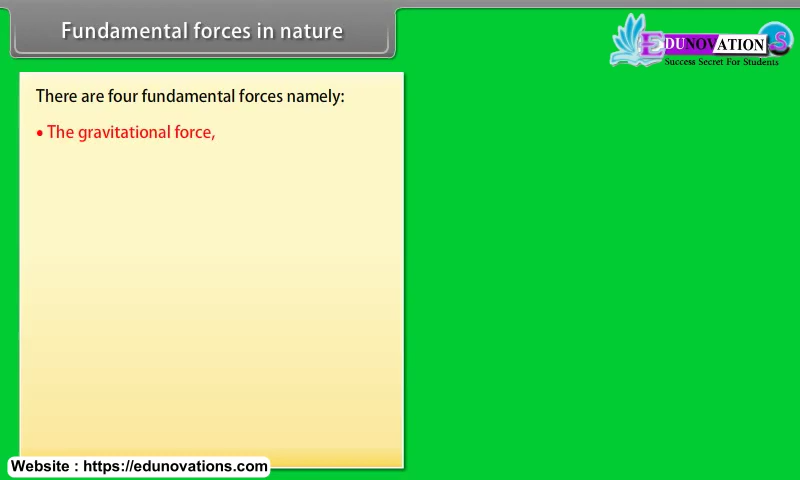 Fundamental forces in nature
EDUNOVATION S
Success Secret For Students
There are four fundamental forces namely:
• The gravitational force,
Website : https://edunovations.com